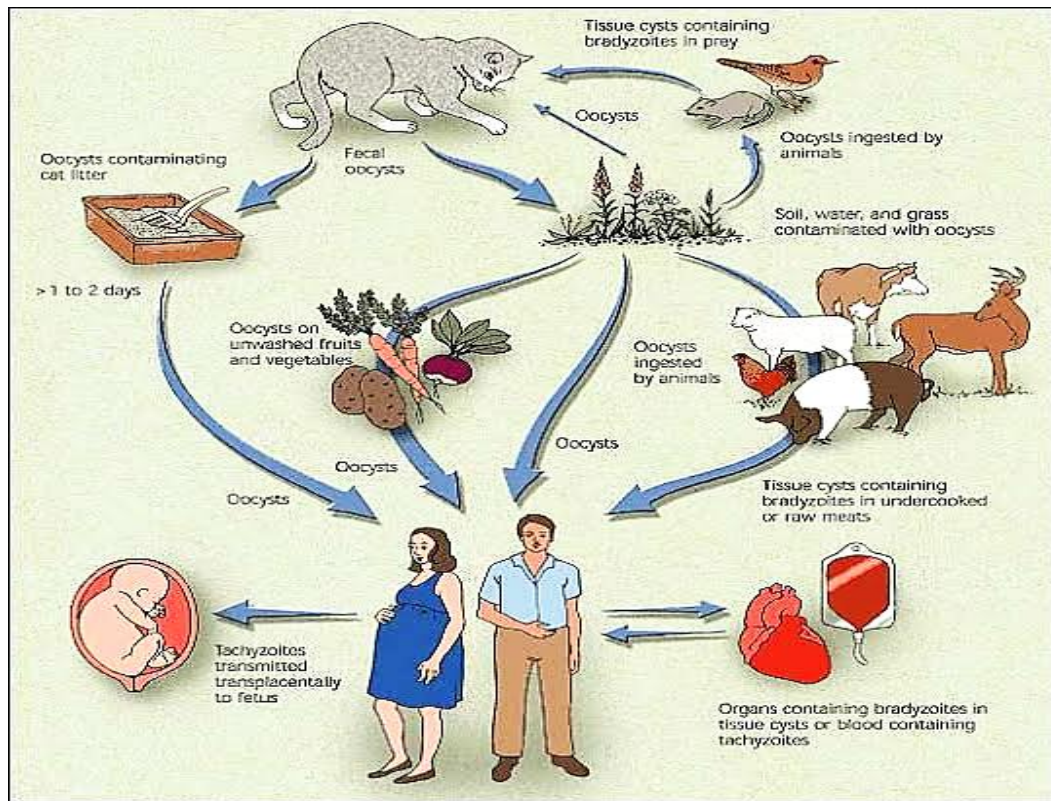 Tissue cysts containing
bradyzoites in prey
Oocysts
Oocysts ingested by
animals
Oocysts contaminating
cat litter
Fecal
oocysts
Soil, water, and grass
contaminated with oocysts
>1 to 2 days
Oocysts on
unwashed fruits
and vegetables
Oocysts
ingested
by animals
Oocysts
Oocysts
Oocysts
Tissue cysts containing
bradyzoites in undercooked
or raw meats
Tachyzoites
transmitted
transplacentally
to fetus
Organs containing bradyzoites in
tissue cysts or blood containing
tachyzoites